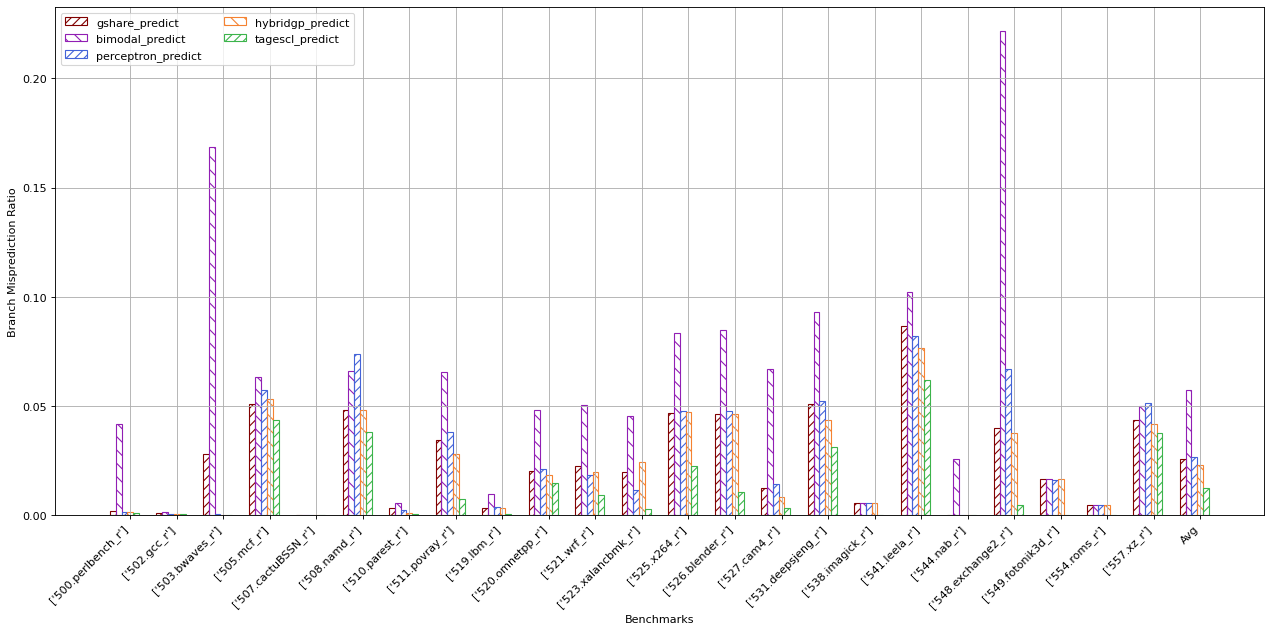 gshare_predict
bimodal_predict
perceptron_predict
hybridgp_predict
tagescl_predict
Branch Misprediction Ratio
0.20
0.15
0.10
0.05
0.00
['500.perlbench_r']
['502.gcc_r']
['503.bwaves_r']
['505.mcf_r']
['507.cactuBSSN_r']
['508.namd_r']
['510.parest_r']
['511.povray_r']
['519.lbm_r']
['520.omnetpp_r']
['521.wrf_r']
['523.xalancbmk_r']
['525.x264_r']
['526.blender_r']
['527.cam4_r']
['531.deepsjeng_r']
['538.imagick_r']
['541.leela_r']
['544.nab_r']
['548.exchange2_r']
['549.fotonik3d_r']
['554.roms_r']
['557.xz_r']
Avg
Benchmarks